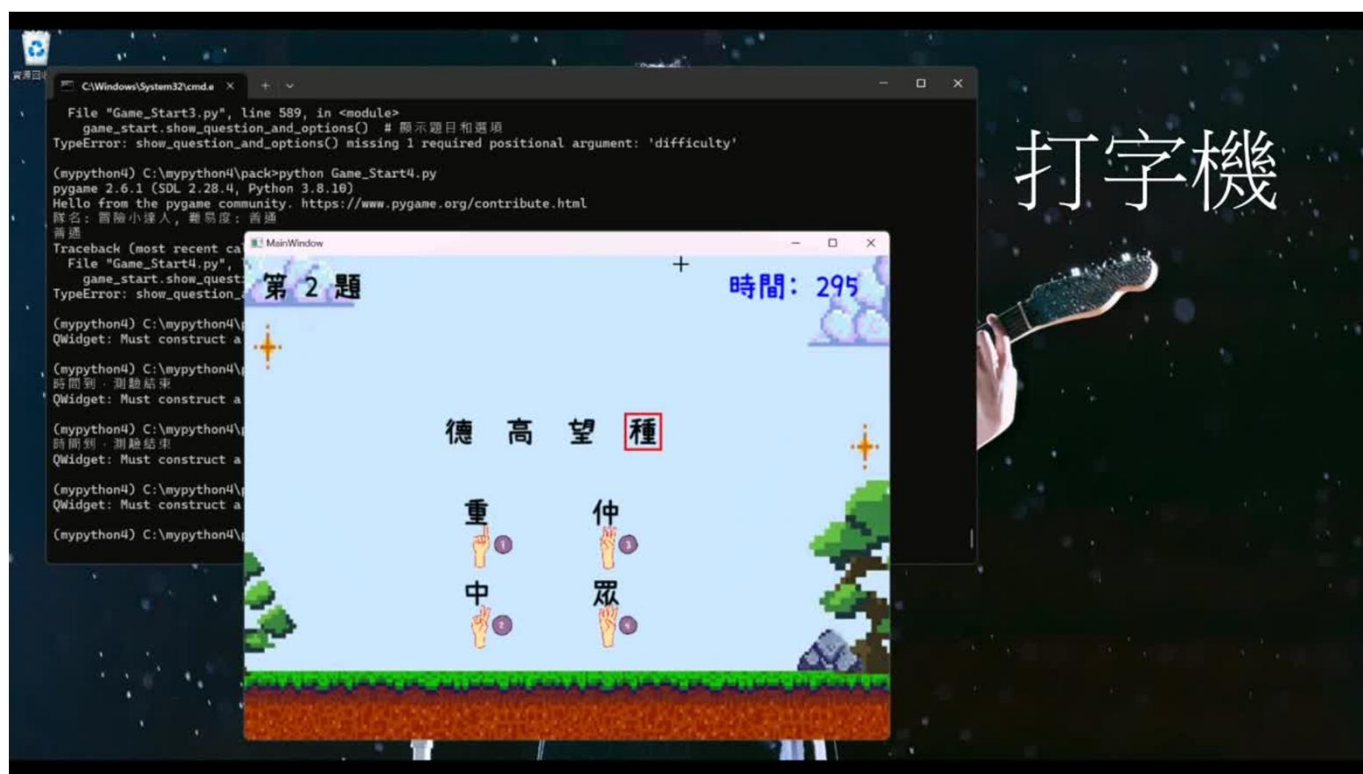 資源回
C:\Windows\System32\cmd.e
File "Game_Start3.py", line 589, in <module>
game_start.show_question_and_options() # 顯示題目和選項
TypeError: show_question_and_options() missing 1 required positional argument: 'difficulty'
(mypython4) C:\mypython4\pack>python Game_Start4.py
pygame 2.6.1 (SDL 2.28.4, Python 3.8.10)
Hello from the pygame community. https://www.pygame.org/contribute.html
隊名: 冒險小達人, 難易度: 普通
普通
Traceback (most recent ca
File "Game_Start4.py",
game_start.show_quest
TypeError: show_question_
(mypython4) C:\mypython4\p
QWidget: Must construct a
(mypython4) C:\mypython4\p
時間到,測驗結束
QWidget: Must construct a
(mypython4) C:\mypython4\p
時間到,測驗結束
QWidget: Must construct a
(mypython4) C:\mypython4\p
QWidget: Must construct a
(mypython4) C:\mypython4\p
打字機
MainWindow
第 2 題
時間: 295
德 高 望 種
重 仲
1 3
中 眾
2 4